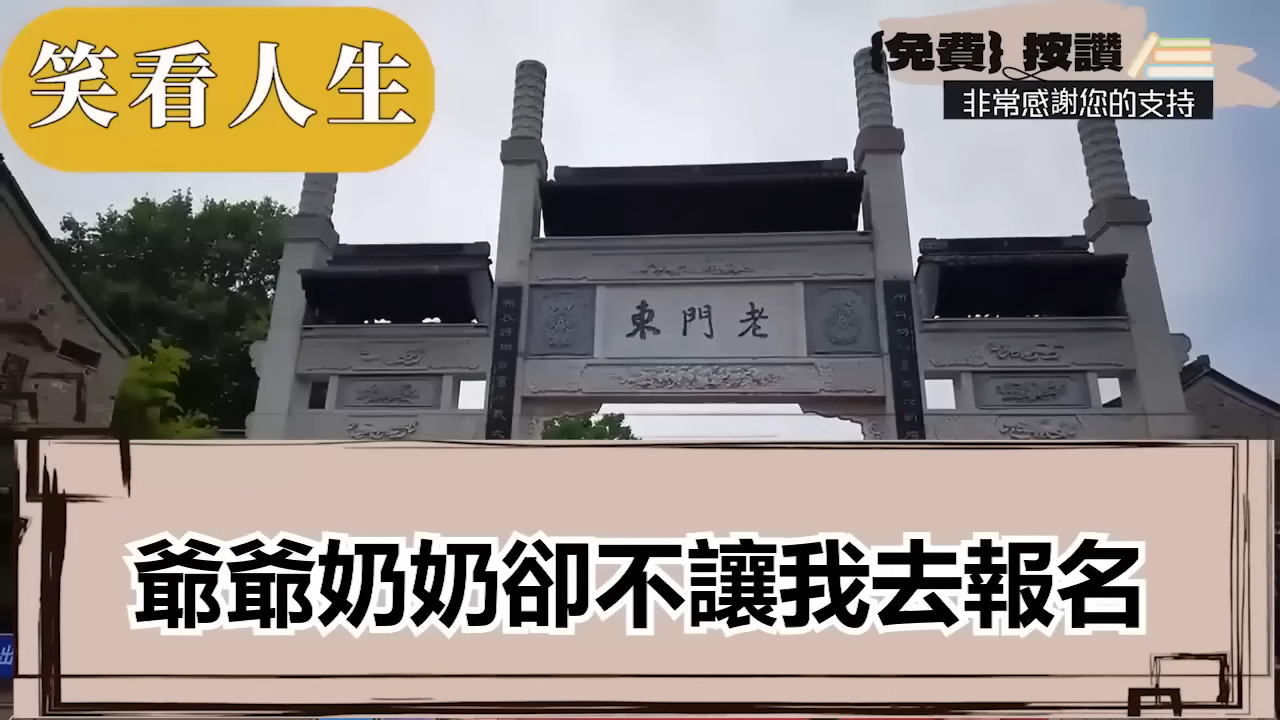 笑看人生
{免費} 按讚
非常感謝您的支持
東門老
爺爺奶奶卻不讓我去報名
出